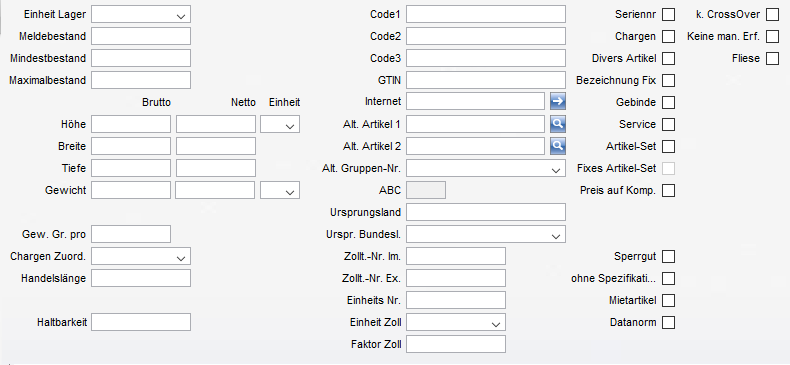 Einheit Lager Code1 Seriennr k. CrossOver
Meldebestand Code2 Chargen Keine man. Erf.
Mindestbestand Code3 Divers Artikel Fliese
Maximalbestand GTIN Bezeichnung Fix
Brutto Netto Einheit Internet Gebinde
Höhe Alt. Artikel 1 Service
Breite Alt. Artikel 2 Artikel-Set
Tiefe Alt. Gruppen-Nr. Fixes Artikel-Set
Gewicht ABC Preis auf Komp.
Ursprungsland
Gew. Gr. pro Urspr. Bundesl.
Chargen Zuord. Zollt.-Nr. Im. Sperrgut
Handelslänge Zollt.-Nr. Ex. ohne Spezifikati...
Einheits Nr. Mietartikel
Haltbarkeit Einheit Zoll Datanorm
Faktor Zoll